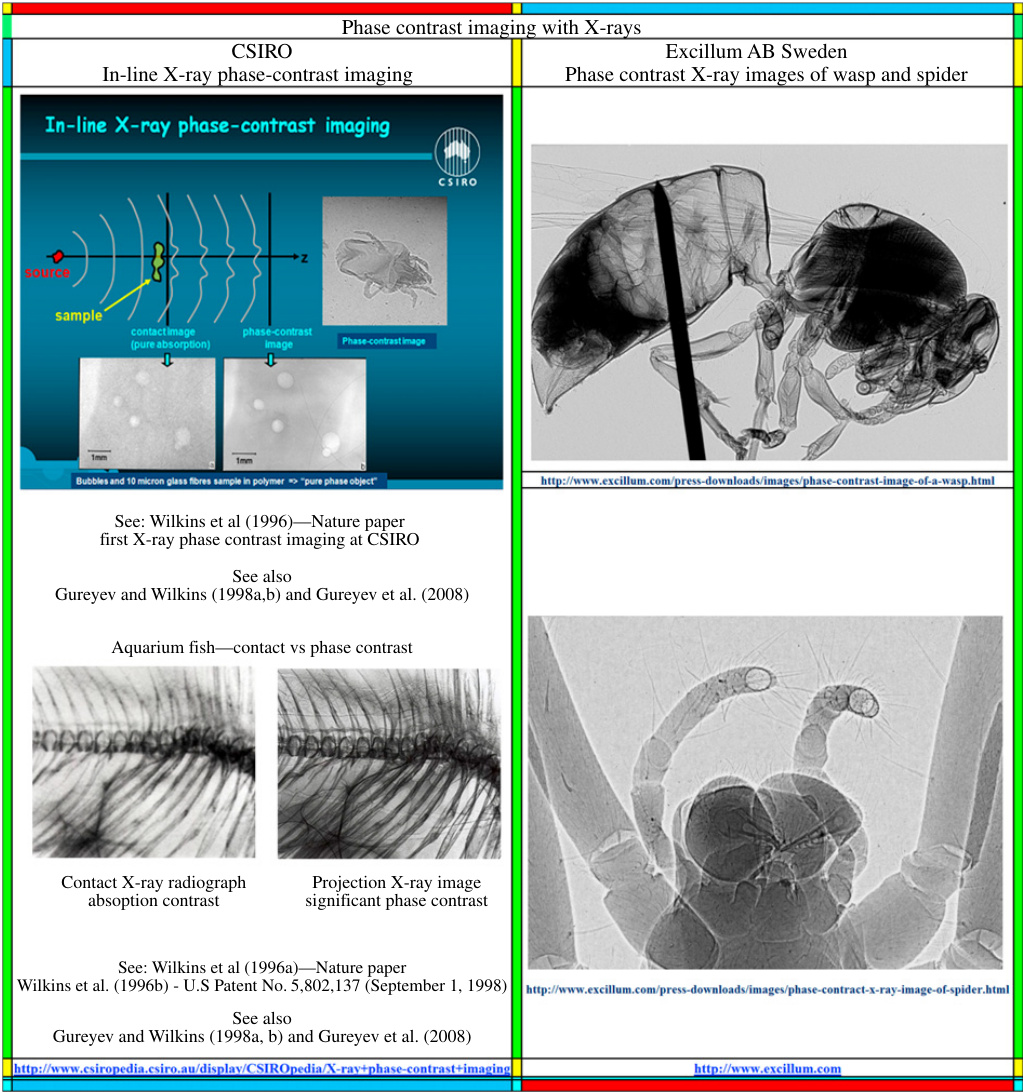 Phase contrast imaging with X-rays
CSIRO
In-line X-ray phase-contrast imaging
In-line X-ray phase-contrast imaging
CSIRO
source
z
sample
contact image
(pure absorption)
phase-contrast
image
Phase-contrast image
1mm
a
1mm
b
Bubbles and 10 micron glass fibres sample in polymer => “pure phase object”
See: Wilkins et al (1996)—Nature paper
first X-ray phase contrast imaging at CSIRO
See also
Gureyev and Wilkins (1998a,b) and Gureyev et al. (2008)
Aquarium fish—contact vs phase contrast
Contact X-ray radiograph
absoption contrast
Projection X-ray image
significant phase contrast
See: Wilkins et al (1996a)—Nature paper
Wilkins et al. (1996b) - U.S Patent No. 5,802,137 (September 1, 1998)
See also
Gureyev and Wilkins (1998a, b) and Gureyev et al. (2008)
http://www.csiropedia.csiro.au/display/CSIROpedia/X-ray+phase+contrast+imaging
Excillum AB Sweden
Phase contrast X-ray images of wasp and spider
http://www.excillum.com/press-downloads/images/phase-contrast-image-of-a-wasp.html
http://www.excillum.com/press-downloads/images/phase-contract-x-ray-image-of-spider.html
http://www.excillum.com